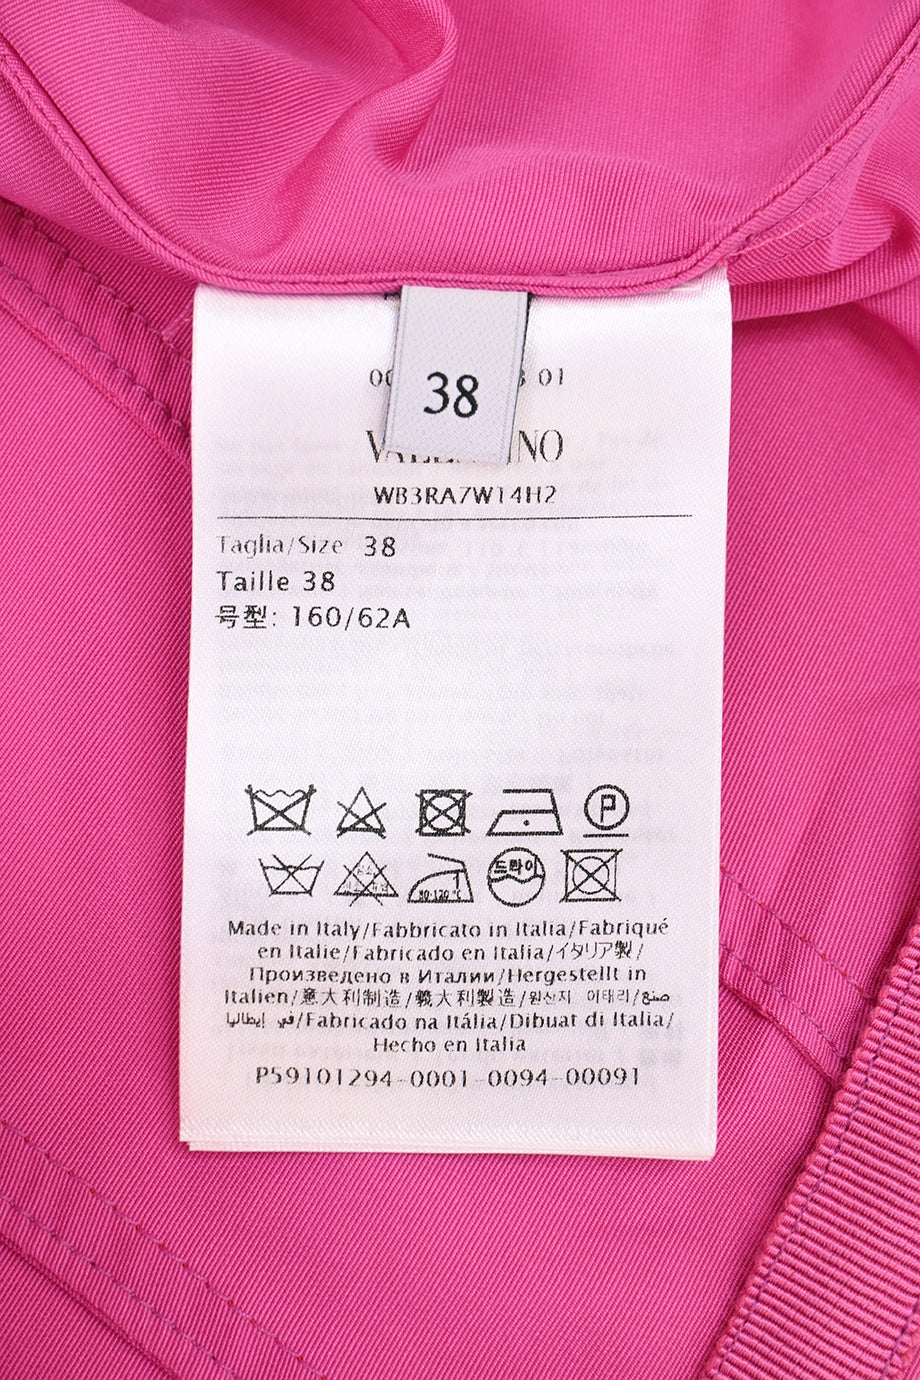 38
01
WB3RA7W14H2
Taglia/Size 38
Taille 38
号型: 160/62A
P
드라이
80-120 °C
Made in Italy/Fabbricato in Italia/Fabriqué
en Italie/Fabricado en Italia/イタリア製/
Произведено в Италии/Hergestellt in
Italien/意大利制造/義大利製造/원산지 이태리/صنع
في إيطاليا/Fabricado na Itália/Dibuat di Italia/
Hecho en Italia
P59101294-0001-0094-00091